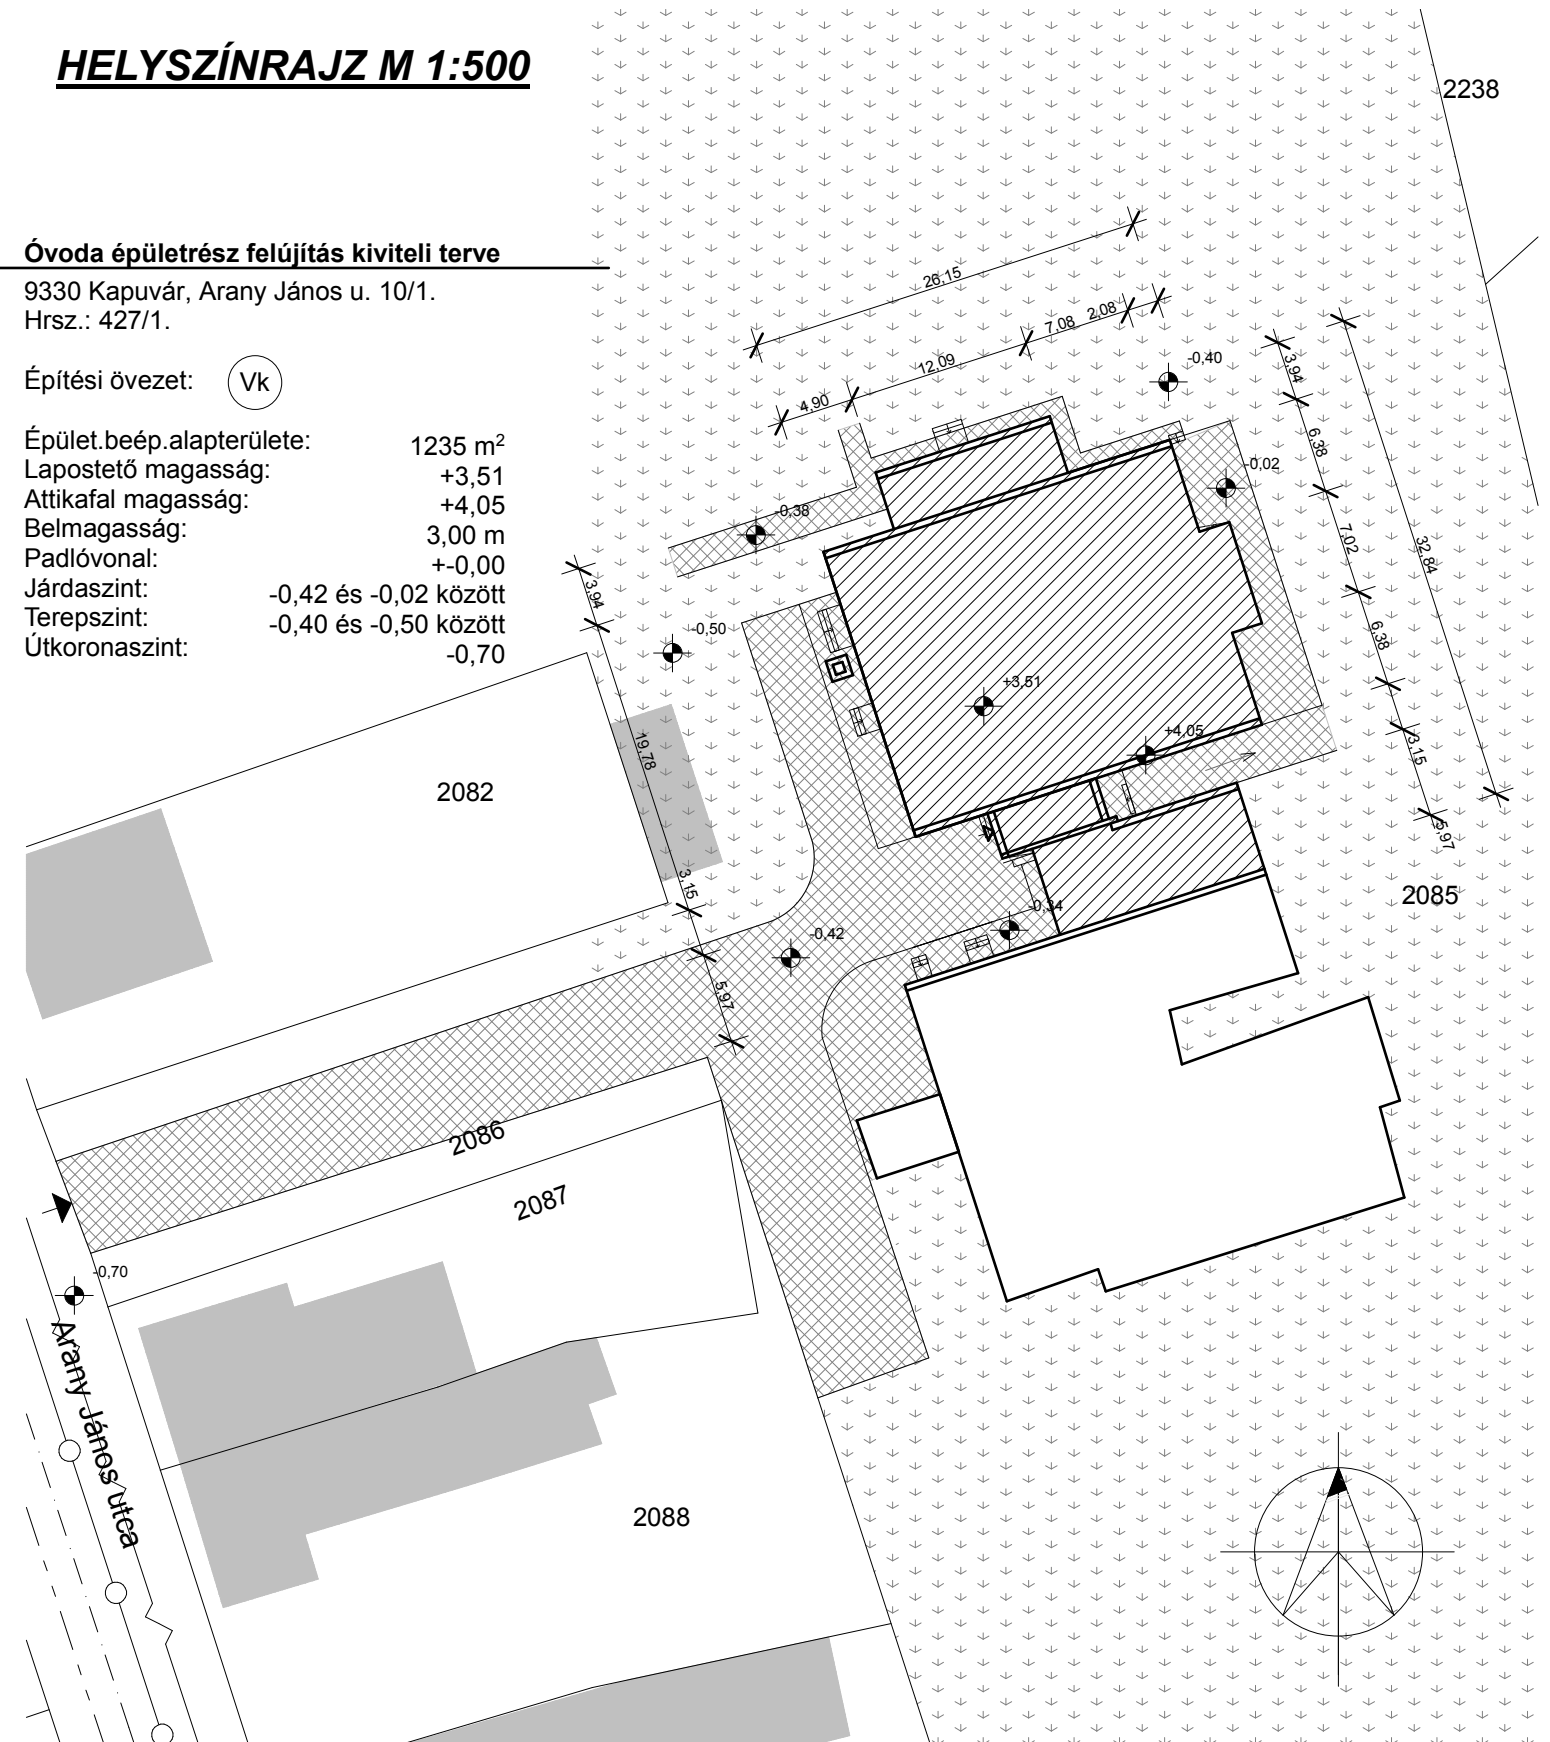 HELYSZÍNRAJZ M 1:500
2238
Óvoda épületrész felújítás kiviteli terve
9330 Kapuvár, Arany János u. 10/1.
Hrsz.: 427/1.
Építési övezet: Vk
Épület.beép.alapterülete: 1235 m²
Lapostető magasság: +3,51
Attikafal magasság: +4,05
Belmagasság: 3,00 m
Padlóvonal: +-0,00
Járdaszint: -0,42 és -0,02 között
Terepszint: -0,40 és -0,50 között
Útkoronaszint: -0,70
26,15
4,90
12,09
7,08
2,08
-0,40
-0,02
-0,38
-0,50
+3,51
+4,05
-0,34
-0,42
-0,70
3,94
6,38
7,02
6,38
3,15
5,97
32,84
3,94
19,78
3,15
5,97
2082
2085
2086
2087
2088
Arany János utca